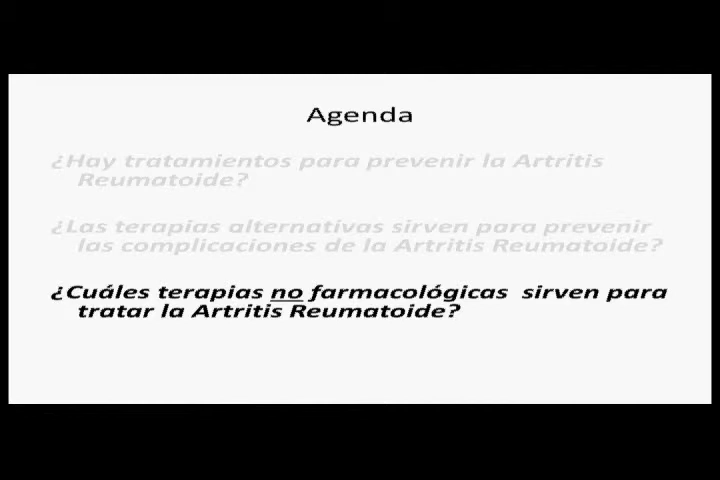 Agenda
¿Hay tratamientos para prevenir la Artritis
Reumatoide?
¿Las terapias alternativas sirven para prevenir
las complicaciones de la Artritis Reumatoide?
¿Cuáles terapias no farmacológicas sirven para
tratar la Artritis Reumatoide?